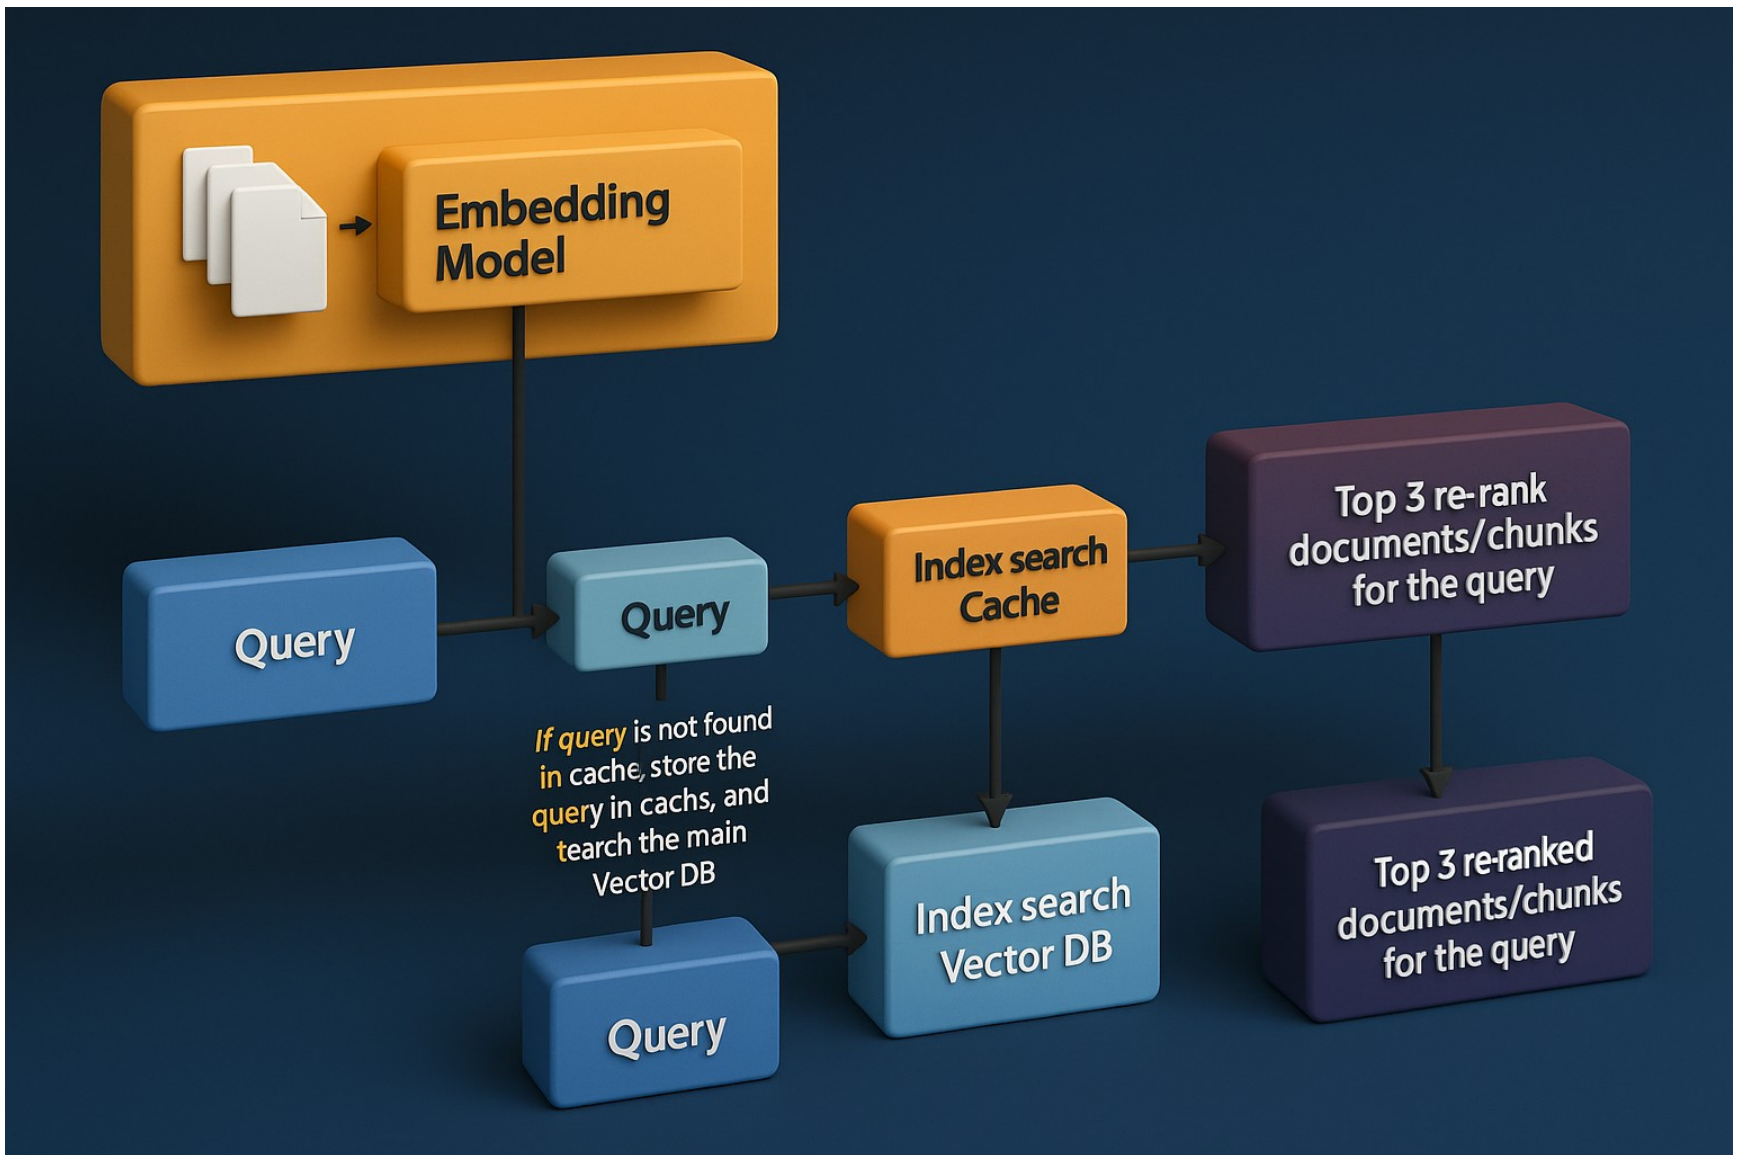 Embedding
Model
Query
Query
Index search
Cache
Top 3 re-rank
documents/chunks
for the query
If query is not found
in cache, store the
query in cachs, and
tearch the main
Vector DB
Query
Index search
Vector DB
Top 3 re-ranked
documents/chunks
for the query